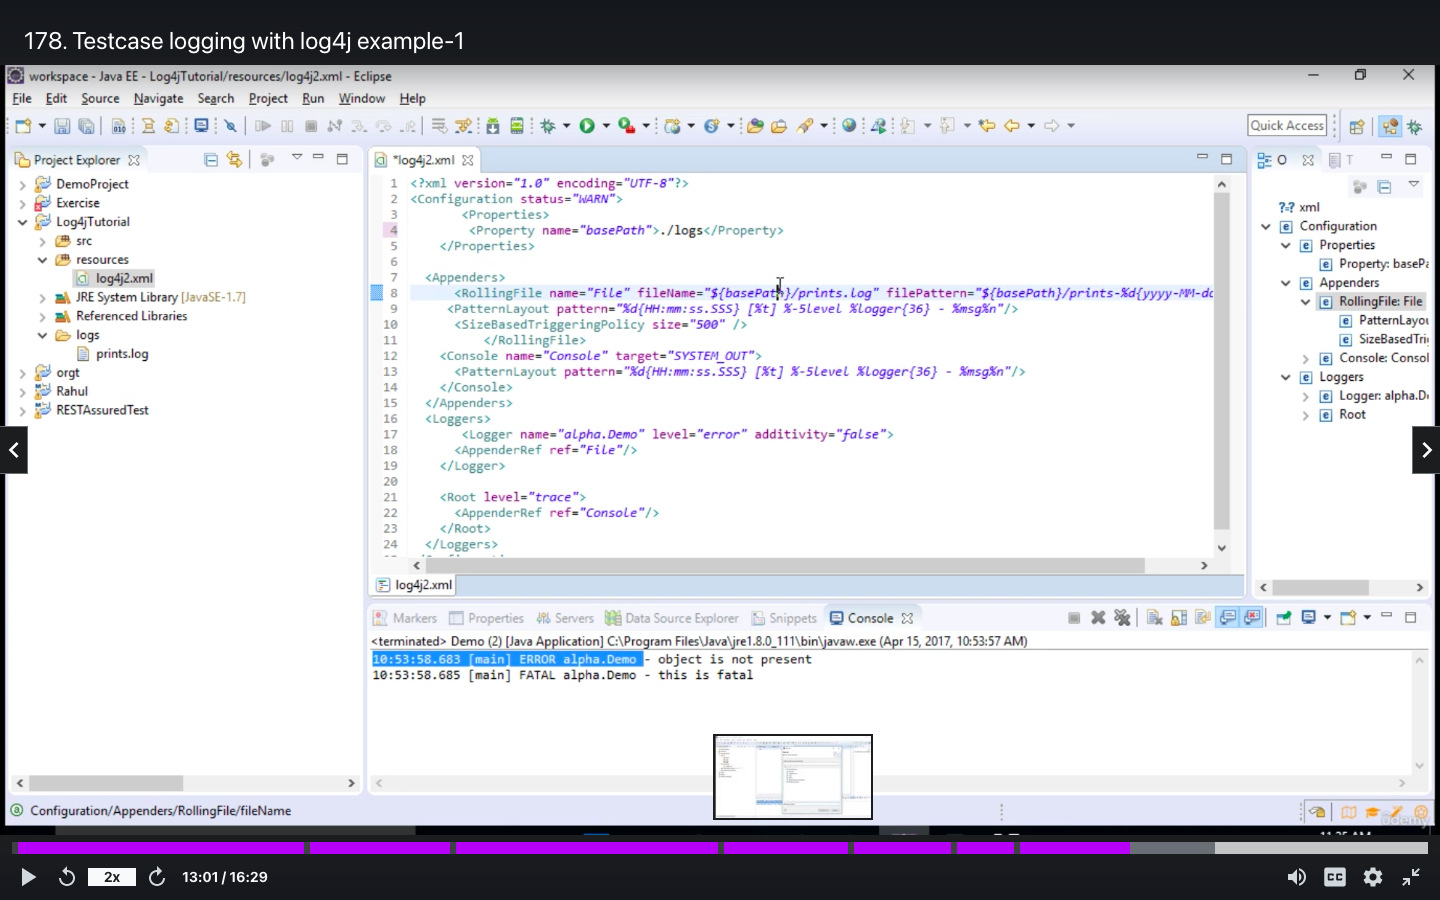 178. Testcase logging with log4j example-1
workspace - Java EE - Log4jTutorial/resources/log4j2.xml - Eclipse
File Edit Source Navigate Search Project Run Window Help
Quick Access
Project Explorer
DemoProject
Exercise
Log4jTutorial
src
resources
log4j2.xml
JRE System Library [JavaSE-1.7]
Referenced Libraries
logs
prints.log
orgt
Rahul
RESTAssuredTest
*log4j2.xml
1 <?xml version="1.0" encoding="UTF-8"?>
2 <Configuration status="WARN">
3 <Properties>
4 <Property name="basePath">./logs</Property>
5 </Properties>
6
7 <Appenders>
8 <RollingFile name="File" fileName="${basePath}/prints.log" filePattern="${basePath}/prints-%d{yyyy-MM-dd
9 <PatternLayout pattern="%d{HH:mm:ss.SSS} [%t] %-5level %logger{36} - %msg%n"/>
10 <SizeBasedTriggeringPolicy size="500" />
11 </RollingFile>
12 <Console name="Console" target="SYSTEM_OUT">
13 <PatternLayout pattern="%d{HH:mm:ss.SSS} [%t] %-5level %logger{36} - %msg%n"/>
14 </Console>
15 </Appenders>
16 <Loggers>
17 <Logger name="alpha.Demo" level="error" additivity="false">
18 <AppenderRef ref="File"/>
19 </Logger>
20
21 <Root level="trace">
22 <AppenderRef ref="Console"/>
23 </Root>
24 </Loggers>
log4j2.xml
O T
?=? xml
Configuration
Properties
Property: basePa
Appenders
RollingFile: File
PatternLayou
SizeBasedTri
Console: Consol
Loggers
Logger: alpha.D
Root
Markers Properties Servers Data Source Explorer Snippets Console
<terminated> Demo (2) [Java Application] C:\Program Files\Java\jre1.8.0_111\bin\javaw.exe (Apr 15, 2017, 10:53:57 AM)
10:53:58.683 [main] ERROR alpha.Demo - object is not present
10:53:58.685 [main] FATAL alpha.Demo - this is fatal
Configuration/Appenders/RollingFile/fileName
udemy
2x
13:01 / 16:29
CC